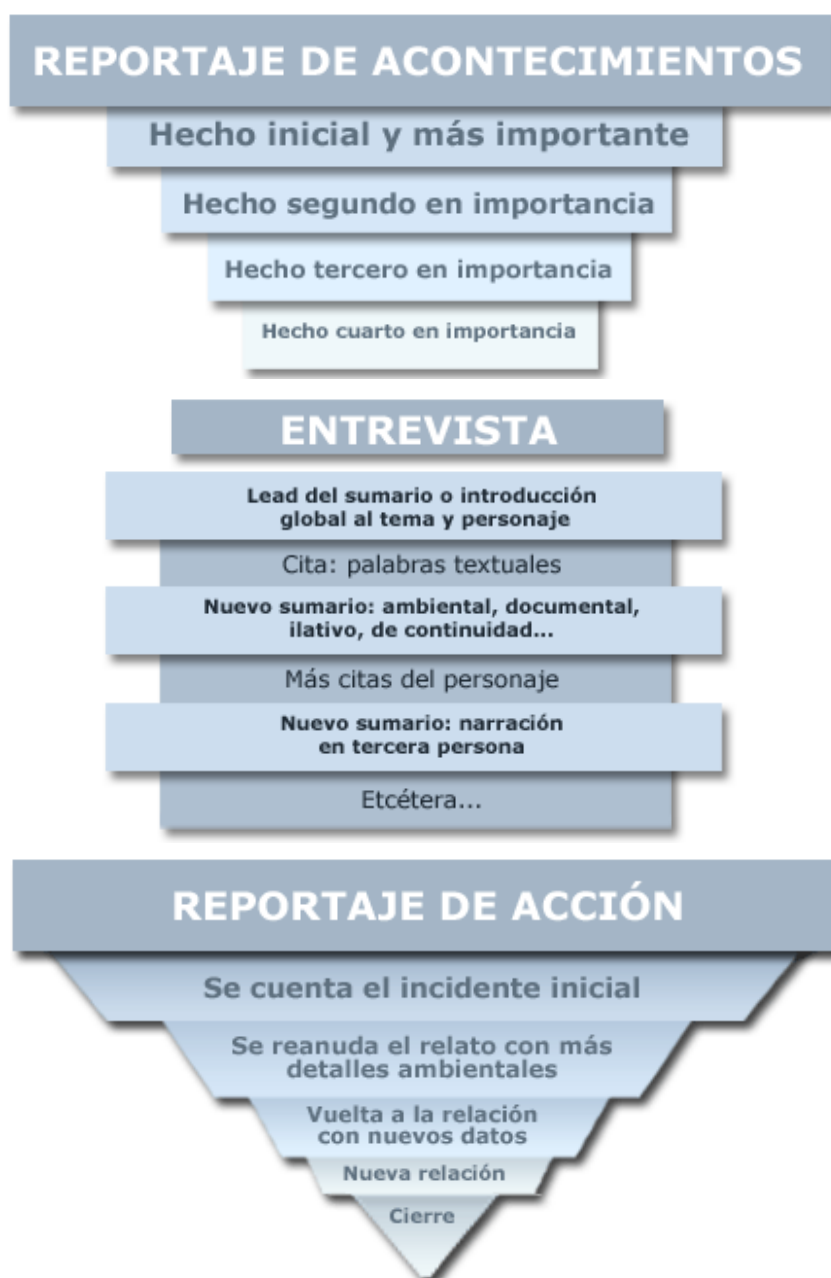 REPORTAJE DE ACONTECIMIENTOS
Hecho inicial y más importante
Hecho segundo en importancia
Hecho tercero en importancia
Hecho cuarto en importancia
ENTREVISTA
Lead del sumario o introducción
global al tema y personaje
Cita: palabras textuales
Nuevo sumario: ambiental, documental,
ilativo, de continuidad...
Más citas del personaje
Nuevo sumario: narración
en tercera persona
Etcétera...
REPORTAJE DE ACCIÓN
Se cuenta el incidente inicial
Se reanuda el relato con más
detalles ambientales
Vuelta a la relación
con nuevos datos
Nueva relación
Cierre